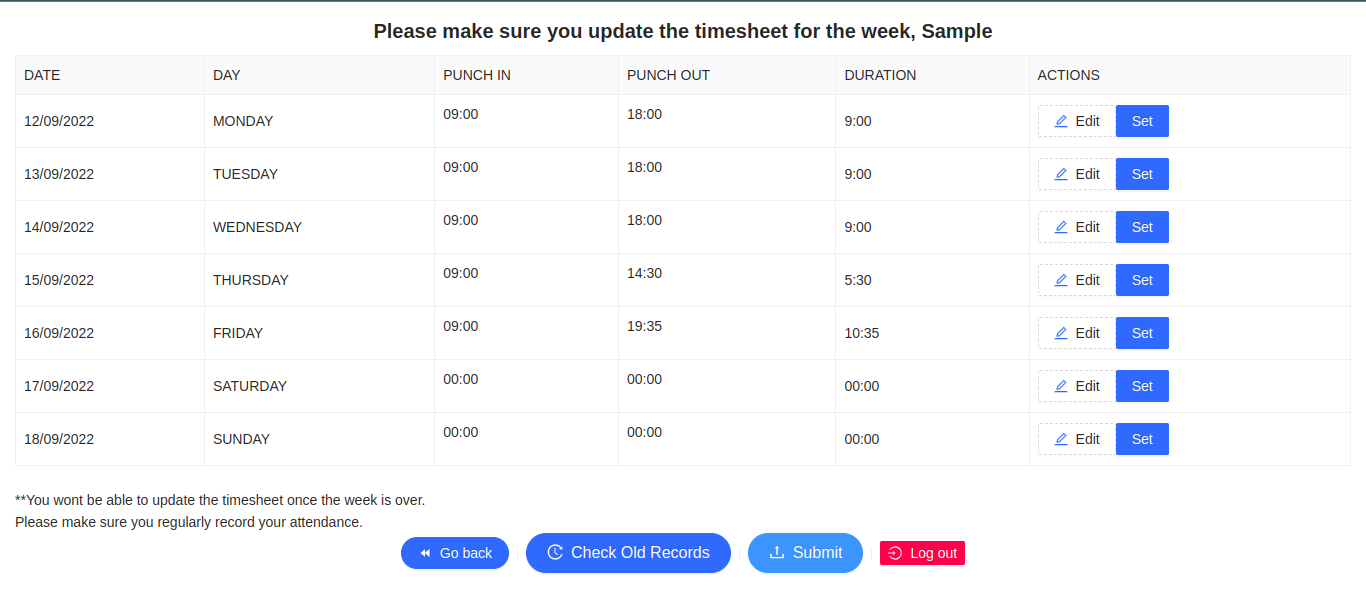 Please make sure you update the timesheet for the week, Sample
DATE DAY PUNCH IN PUNCH OUT DURATION ACTIONS
12/09/2022 MONDAY 09:00 18:00 9:00 Edit Set
13/09/2022 TUESDAY 09:00 18:00 9:00 Edit Set
14/09/2022 WEDNESDAY 09:00 18:00 9:00 Edit Set
15/09/2022 THURSDAY 09:00 14:30 5:30 Edit Set
16/09/2022 FRIDAY 09:00 19:35 10:35 Edit Set
17/09/2022 SATURDAY 00:00 00:00 00:00 Edit Set
18/09/2022 SUNDAY 00:00 00:00 00:00 Edit Set
**You wont be able to update the timesheet once the week is over.
Please make sure you regularly record your attendance.
Go back Check Old Records Submit Log out